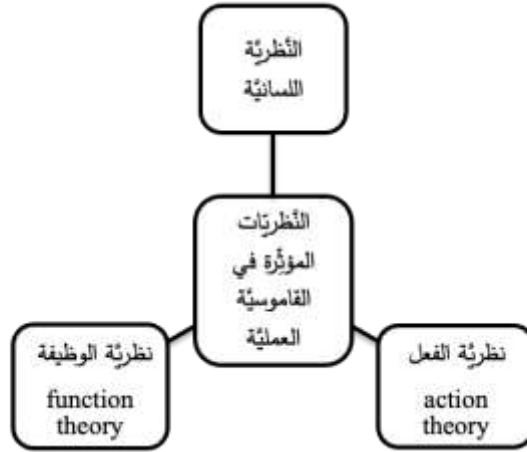 النَّظريَّة
اللسانيَّة
النَّظريّات
المؤثِّرة في
القاموسيَّة
العمليَّة
نظريَّة الفعل
action
theory
نظريَّة الوظيفة
function
theory